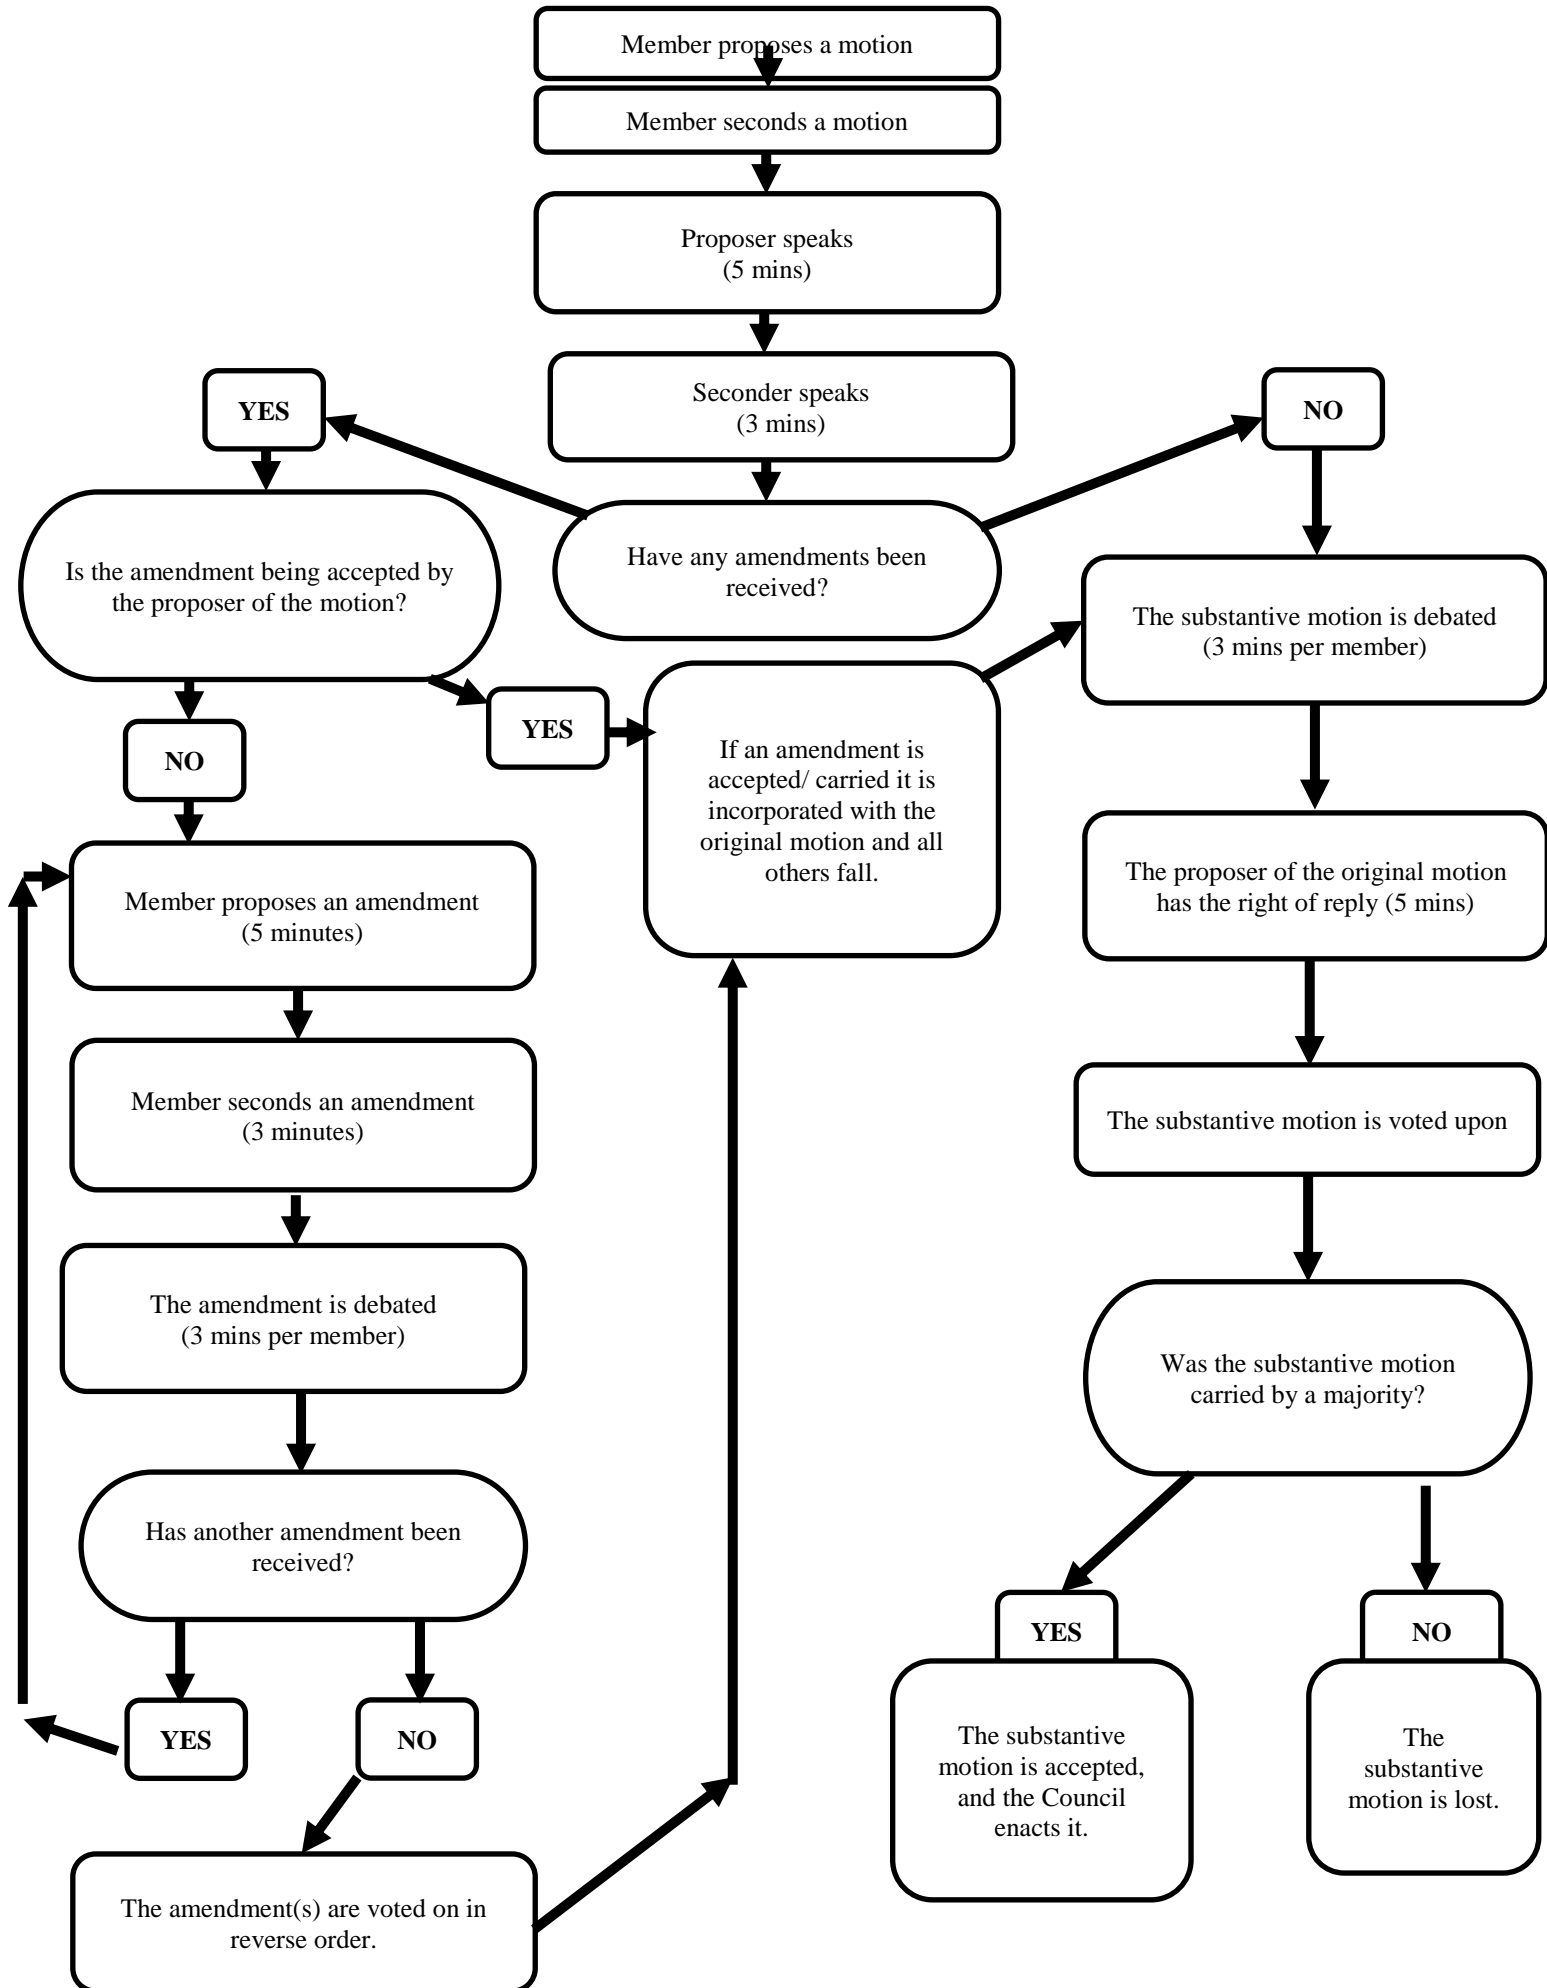 Member proposes a motion
Member seconds a motion
Proposer speaks
(5 mins)
Seconder speaks
(3 mins)
YES
NO
Have any amendments been
received?
Is the amendment being accepted by
the proposer of the motion?
The substantive motion is debated
(3 mins per member)
YES
NO
If an amendment is
accepted/ carried it is
incorporated with the
original motion and all
others fall.
The proposer of the original motion
has the right of reply (5 mins)
Member proposes an amendment
(5 minutes)
Member seconds an amendment
(3 minutes)
The substantive motion is voted upon
The amendment is debated
(3 mins per member)
Was the substantive motion
carried by a majority?
Has another amendment been
received?
YES
NO
YES
NO
The substantive
motion is accepted,
and the Council
enacts it.
The
substantive
motion is lost.
The amendment(s) are voted on in
reverse order.